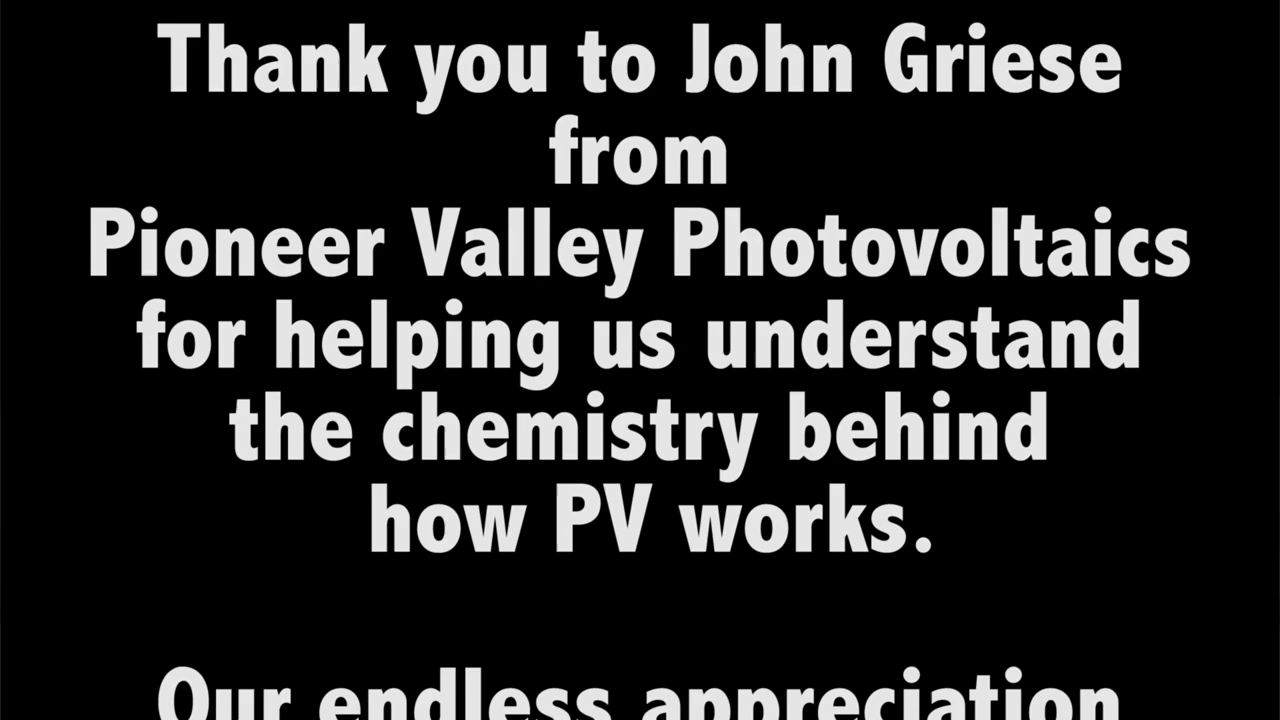 Thank you to John Griese
from
Pioneer Valley Photovoltaics
for helping us understand
the chemistry behind
how PV works.
Our endless appreciation